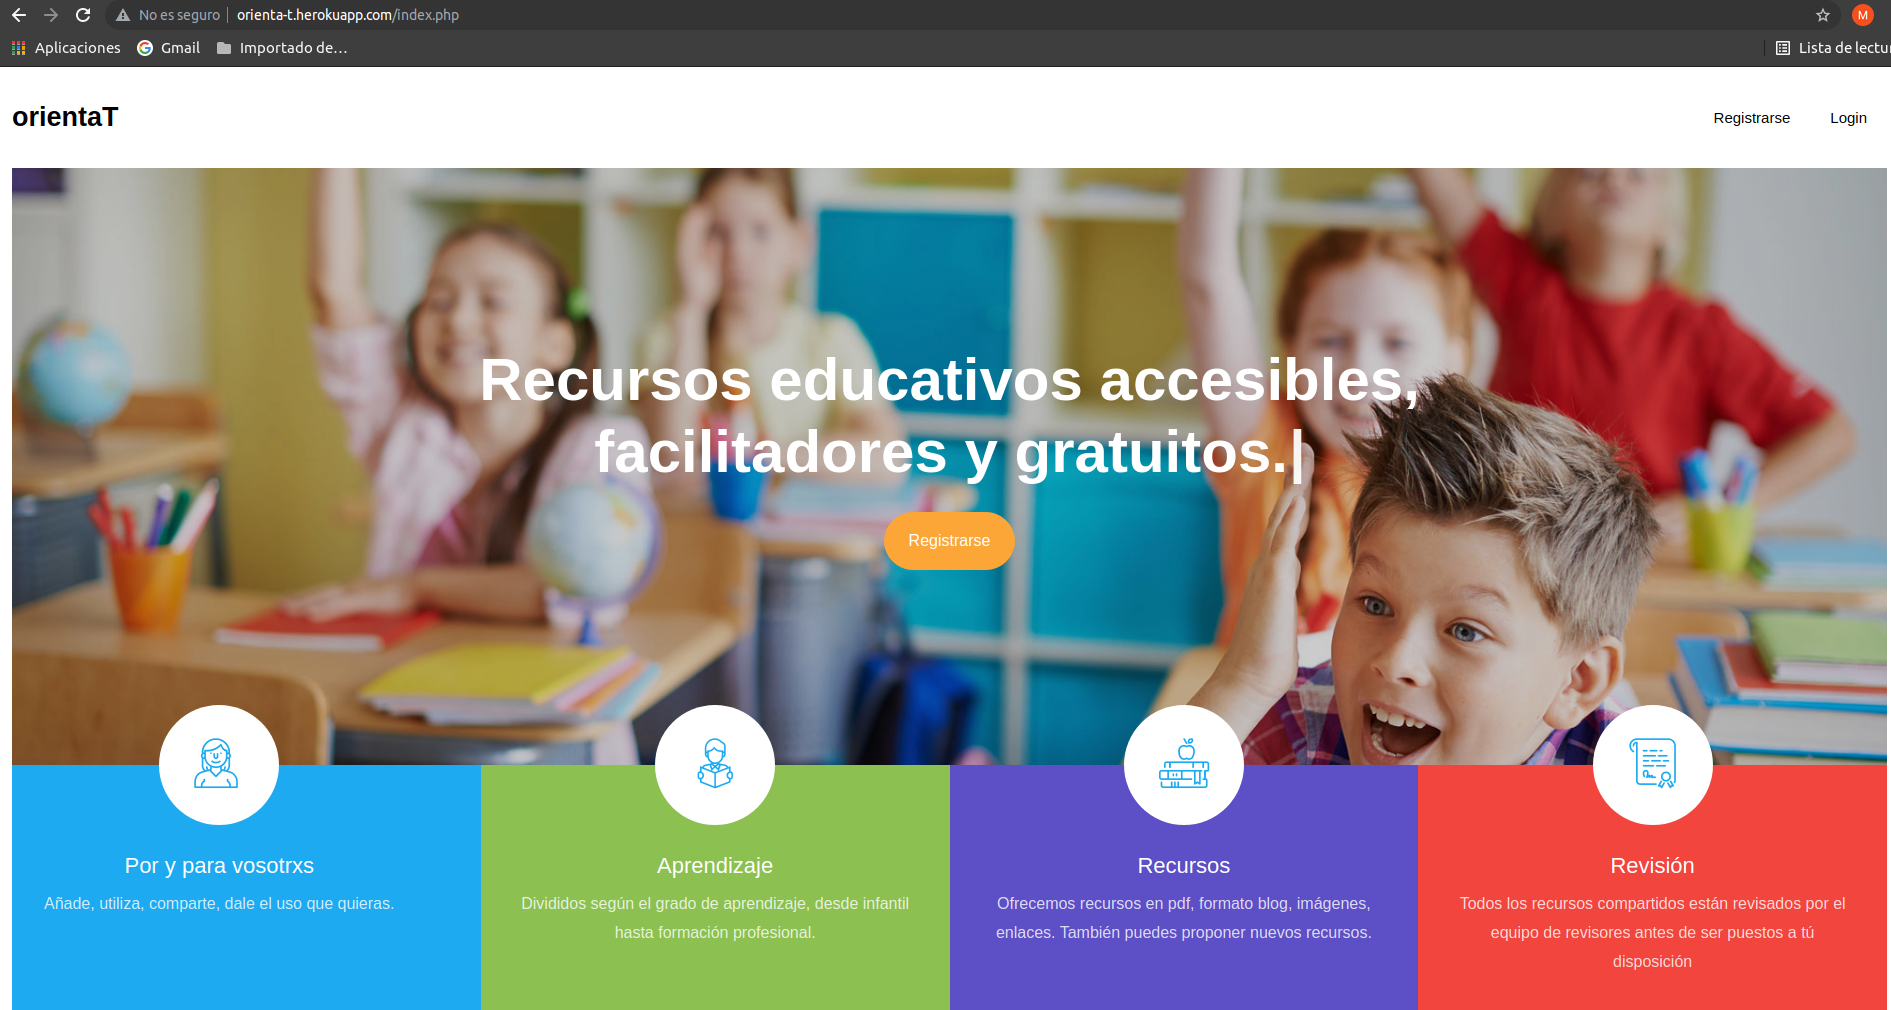 No es seguro | orienta-t.herokuapp.com/index.php
M
Aplicaciones Gmail Importado de… Lista de lectu
orientaT
Registrarse Login
Recursos educativos accesibles,
facilitadores y gratuitos.|
Registrarse
Por y para vosotrxs
Añade, utiliza, comparte, dale el uso que quieras.
Aprendizaje
Divididos según el grado de aprendizaje, desde infantil
hasta formación profesional.
Recursos
Ofrecemos recursos en pdf, formato blog, imágenes,
enlaces. También puedes proponer nuevos recursos.
Revisión
Todos los recursos compartidos están revisados por el
equipo de revisores antes de ser puestos a tú
disposición